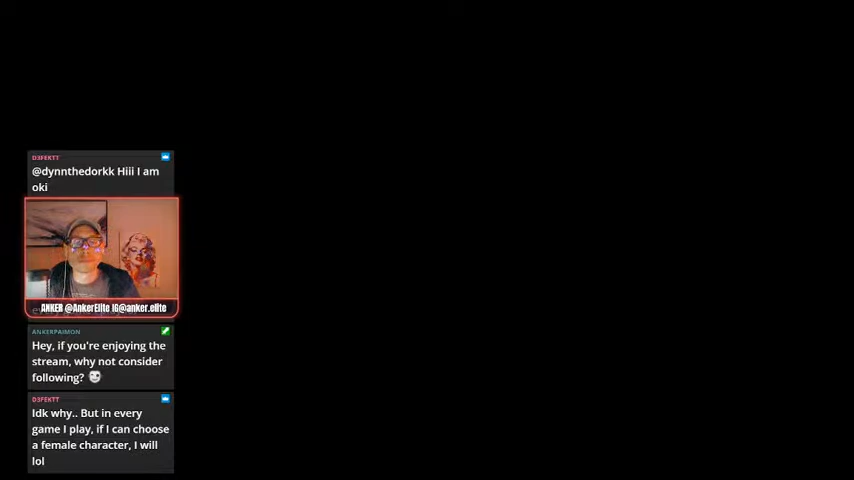 D3FEKTT
@dynnthedorkk Hiii I am
oki
ANKER @AnkerElite IG@anker.elite
ANKERPAIMON
Hey, if you're enjoying the
stream, why not consider
following?
D3FEKTT
Idk why.. But in every
game I play, if I can choose
a female character, I will
lol